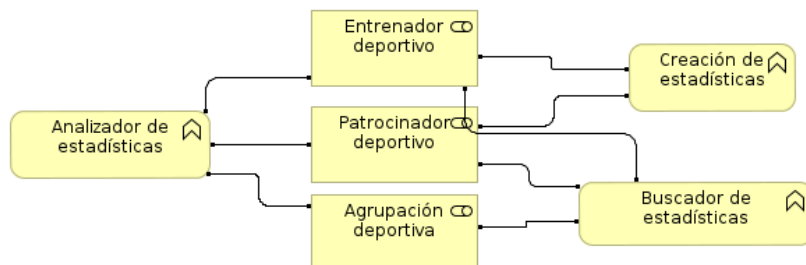 Entrenador
deportivo
Creación de
estadísticas
Analizador de
estadísticas
Patrocinador
deportivo
Agrupación
deportiva
Buscador de
estadísticas